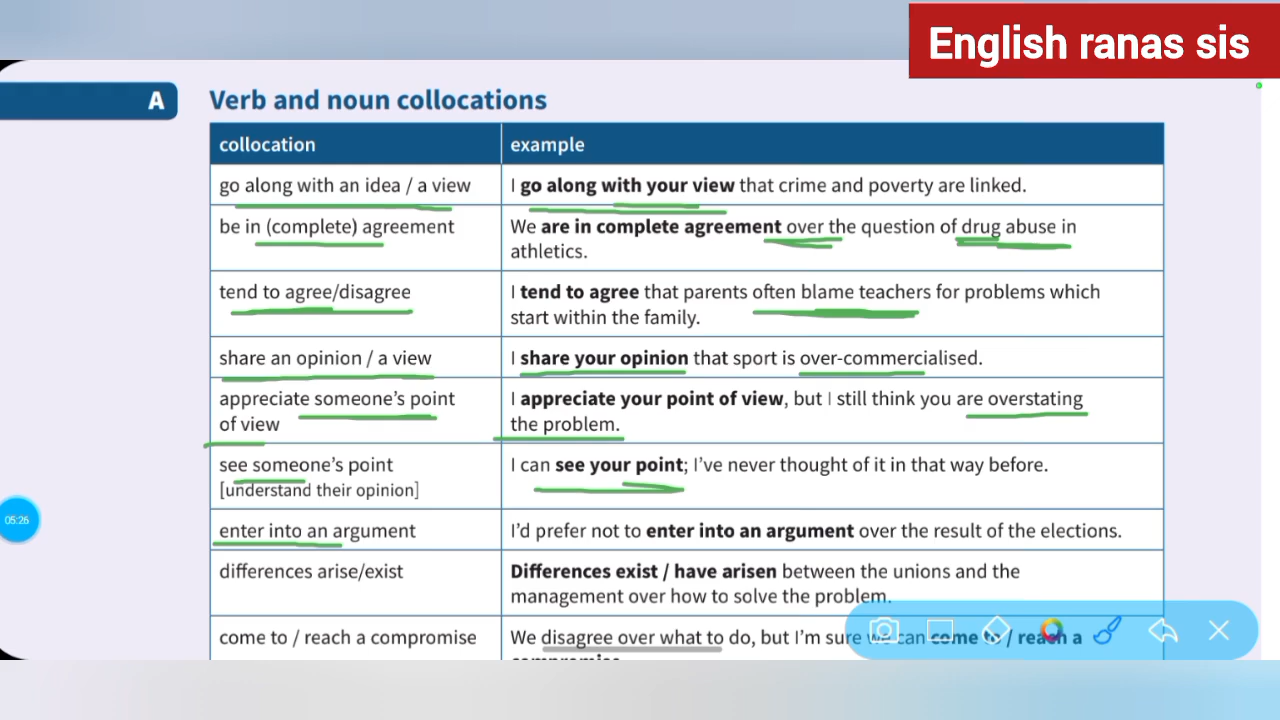 English ranas sis
A
Verb and noun collocations
collocation
example
go along with an idea / a view
I go along with your view that crime and poverty are linked.
be in (complete) agreement
We are in complete agreement over the question of drug abuse in
athletics.
tend to agree/disagree
I tend to agree that parents often blame teachers for problems which
start within the family.
share an opinion / a view
I share your opinion that sport is over-commercialised.
appreciate someone's point
of view
I appreciate your point of view, but I still think you are overstating
the problem.
see someone's point
[understand their opinion]
I can see your point; I've never thought of it in that way before.
enter into an argument
I'd prefer not to enter into an argument over the result of the elections.
differences arise/exist
Differences exist / have arisen between the unions and the
management over how to solve the problem.
come to / reach a compromise
We disagree over what to do, but I'm sure we can come to / reach a
05:26